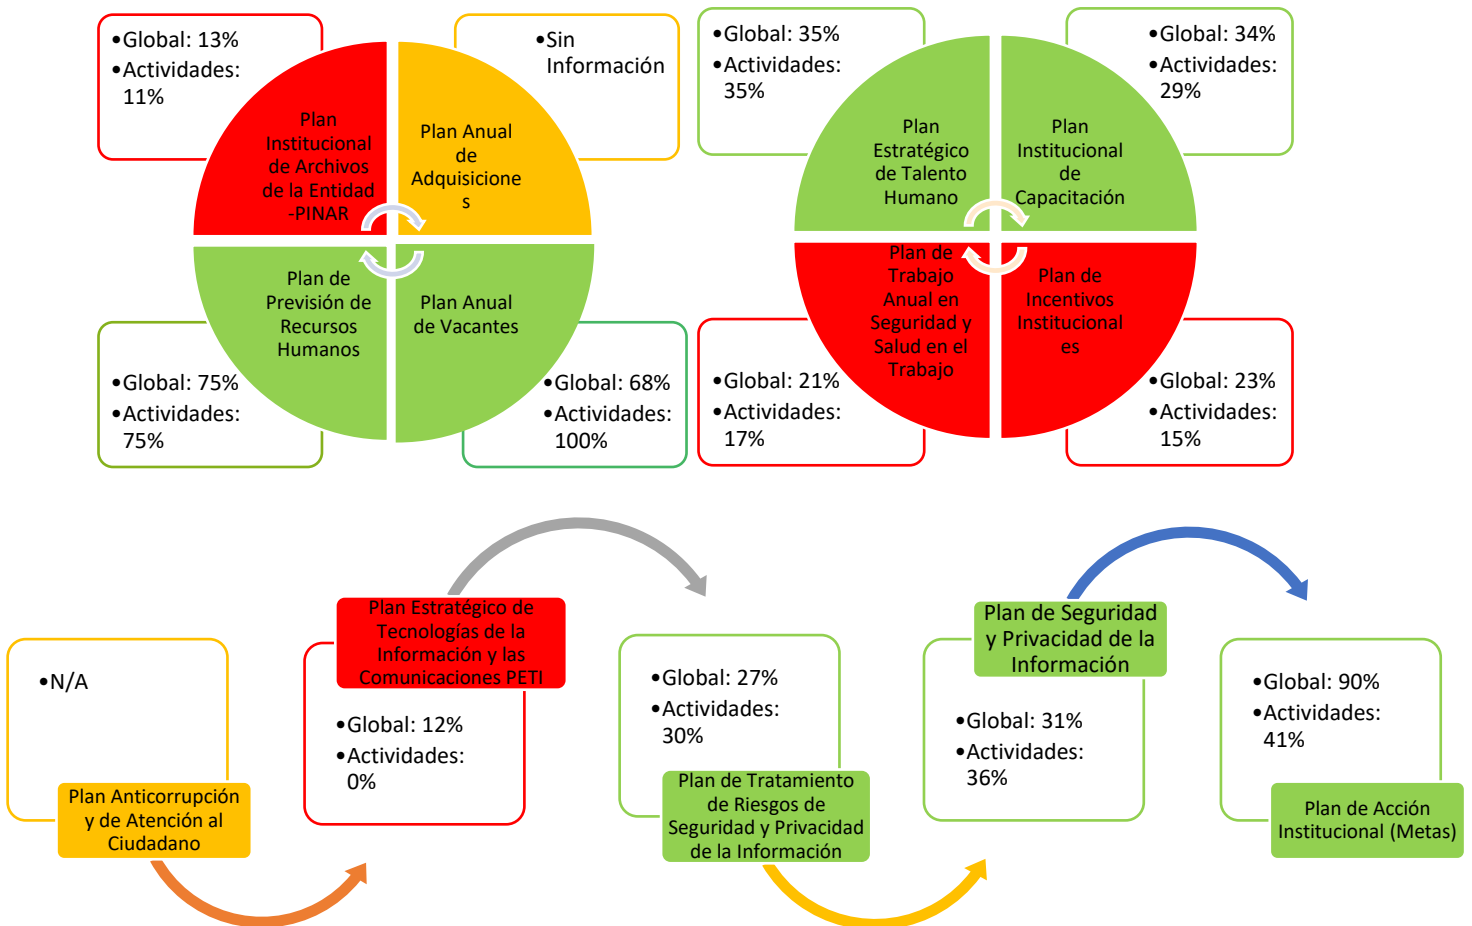 •Global: 13%
•Actividades:
11%
Plan
Institucional
de Archivos
de la Entidad
-PINAR
•Sin
Información
Plan Anual
de
Adquisicione
s
Plan de
Previsión de
Recursos
Humanos
•Global: 75%
•Actividades:
75%
Plan Anual
de Vacantes
•Global: 68%
•Actividades:
100%
•Global: 35%
•Actividades:
35%
Plan
Estratégico
de Talento
Humano
•Global: 34%
•Actividades:
29%
Plan
Institucional
de
Capacitación
Plan de
Trabajo
Anual en
Seguridad y
Salud en el
Trabajo
•Global: 21%
•Actividades:
17%
Plan de
Incentivos
Institucional
es
•Global: 23%
•Actividades:
15%
•N/A
Plan Anticorrupción
y de Atención al
Ciudadano
Plan Estratégico de
Tecnologías de la
Información y las
Comunicaciones PETI
•Global: 12%
•Actividades:
0%
•Global: 27%
•Actividades:
30%
Plan de Tratamiento
de Riesgos de
Seguridad y Privacidad
de la Información
Plan de Seguridad
y Privacidad de la
Información
•Global: 31%
•Actividades:
36%
•Global: 90%
•Actividades:
41%
Plan de Acción
Institucional (Metas)